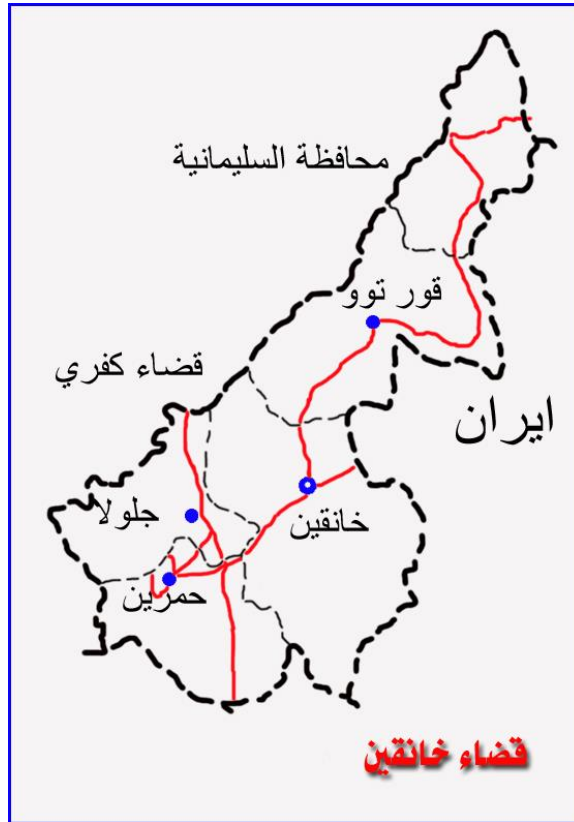 محافظة السليمانية
قور توو
قضاء كفري
ايران
جلولا
خانقين
حمرين
قضاء خانقين